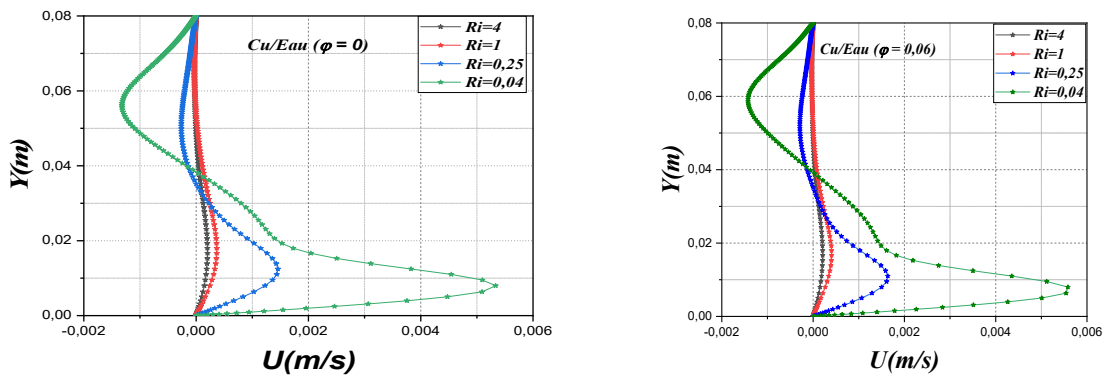 Ri=4
Ri=1
Ri=0,25
Ri=0,04
Cu/Eau (φ = 0)
0,08
0,06
0,04
0,02
0,00
Y(m)
-0,002
0,000
0,002
0,004
0,006
U(m/s)
Ri=4
Ri=1
Ri=0,25
Ri=0,04
Cu/Eau (φ = 0,06)
0,08
0,06
0,04
0,02
0,00
Y(m)
-0,002
0,000
0,002
0,004
0,006
U(m/s)